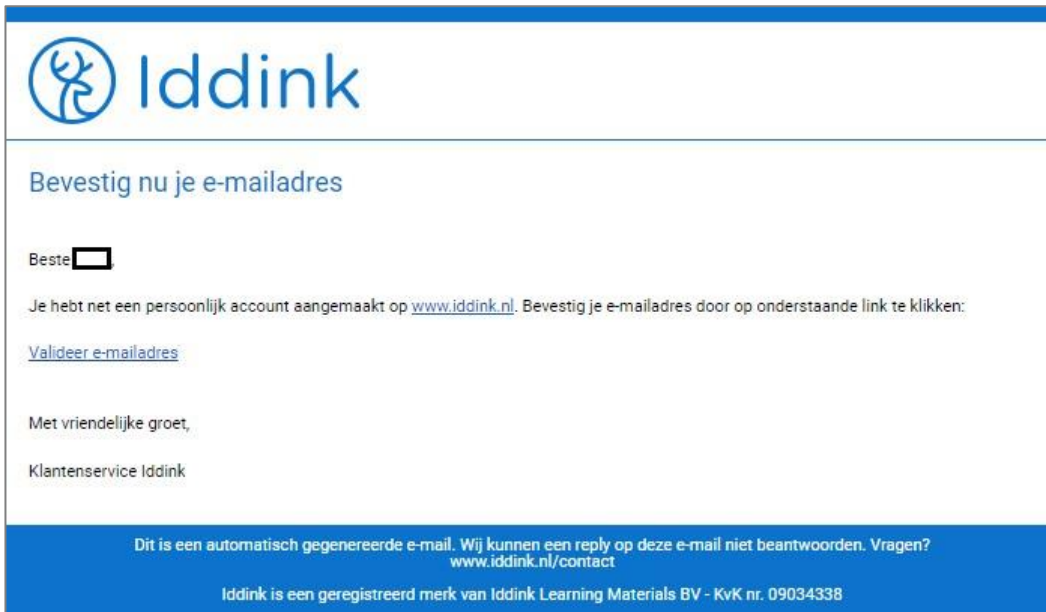 Iddink
Bevestig nu je e-mailadres
Beste ,
Je hebt net een persoonlijk account aangemaakt op www.iddink.nl. Bevestig je e-mailadres door op onderstaande link te klikken:
Valideer e-mailadres
Met vriendelijke groet,
Klantenservice Iddink
Dit is een automatisch gegenereerde e-mail. Wij kunnen een reply op deze e-mail niet beantwoorden. Vragen?
www.iddink.nl/contact
Iddink is een geregistreerd merk van Iddink Learning Materials BV - KvK nr. 09034338